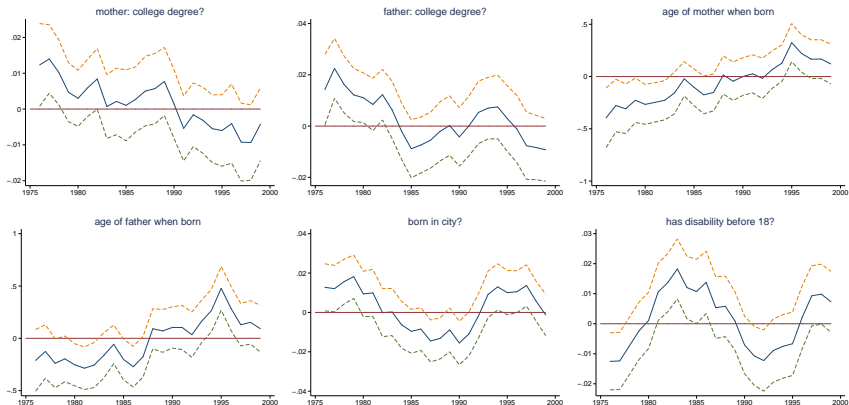 mother: college degree?
.02
.01
0
−.01
−.02
1975 1980 1985 1990 1995 2000
father: college degree?
.04
.02
0
−.02
−.04
1975 1980 1985 1990 1995 2000
age of mother when born
.5
0
−.5
−1
1975 1980 1985 1990 1995 2000
age of father when born
1
.5
0
−.5
1975 1980 1985 1990 1995 2000
born in city?
.04
.02
0
−.02
−.04
1975 1980 1985 1990 1995 2000
has disability before 18?
.03
.02
.01
0
−.01
−.02
1975 1980 1985 1990 1995 2000